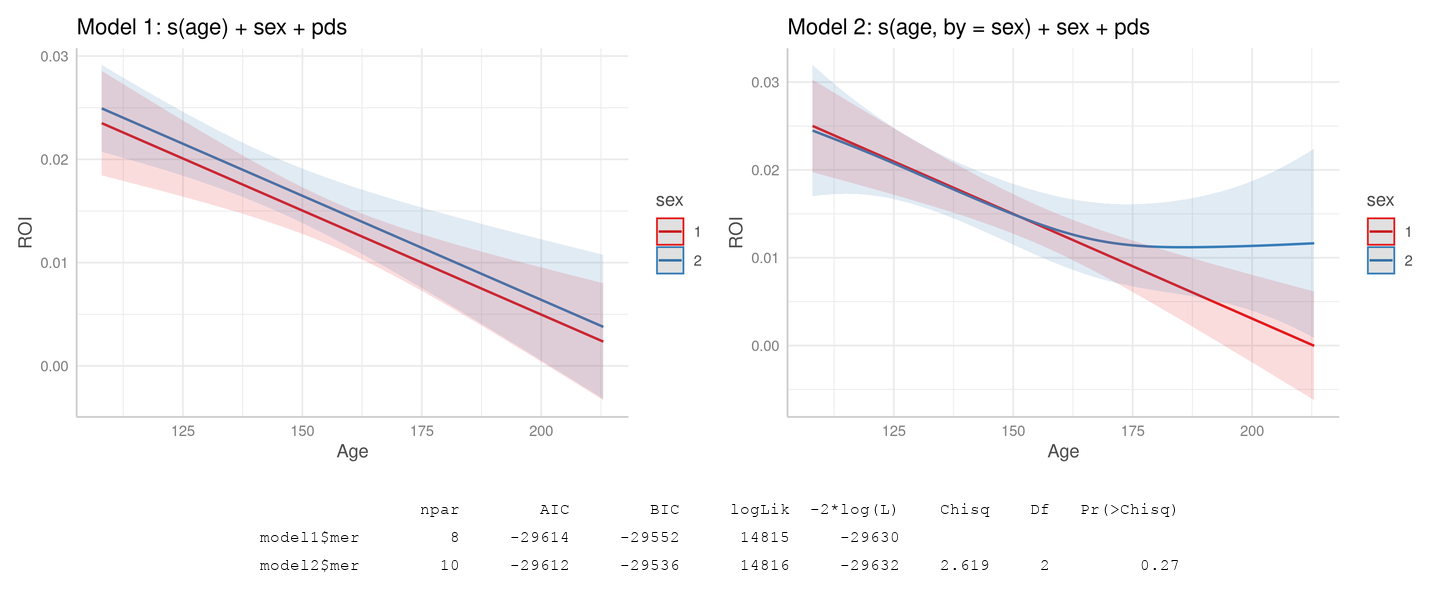 Model 1: s(age) + sex + pds
0.03
0.02
0.01
0.00
ROI
125 150 175 200
Age
sex
1
2
Model 2: s(age, by = sex) + sex + pds
0.03
0.02
0.01
0.00
ROI
125 150 175 200
Age
sex
1
2
npar AIC BIC logLik -2*log(L) Chisq Df Pr(>Chisq)
model1$mer 8 -29614 -29552 14815 -29630
model2$mer 10 -29612 -29536 14816 -29632 2.619 2 0.27